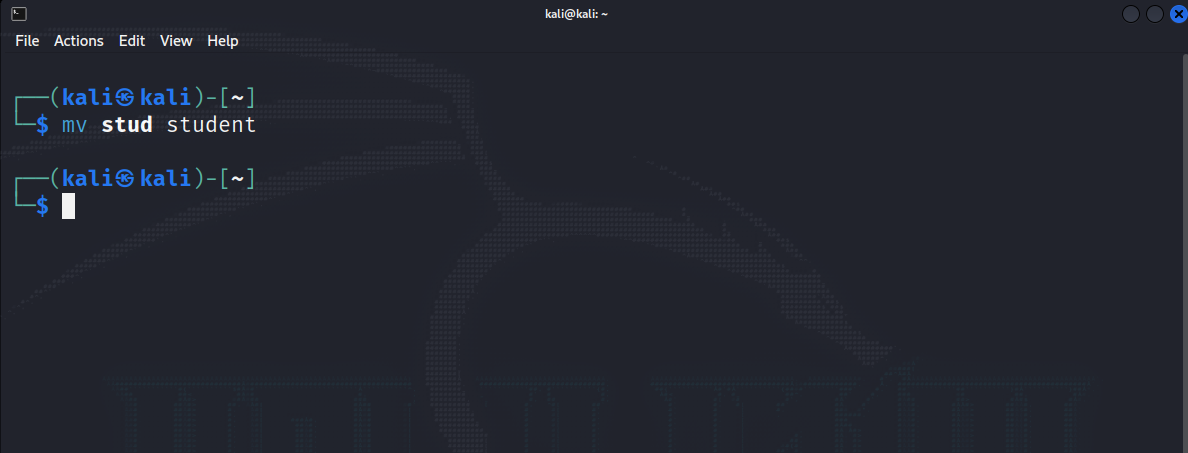 kali@kali: ~
File Actions Edit View Help
┌──(kali㉿kali)-[~]
└─$ mv stud student
┌──(kali㉿kali)-[~]
└─$